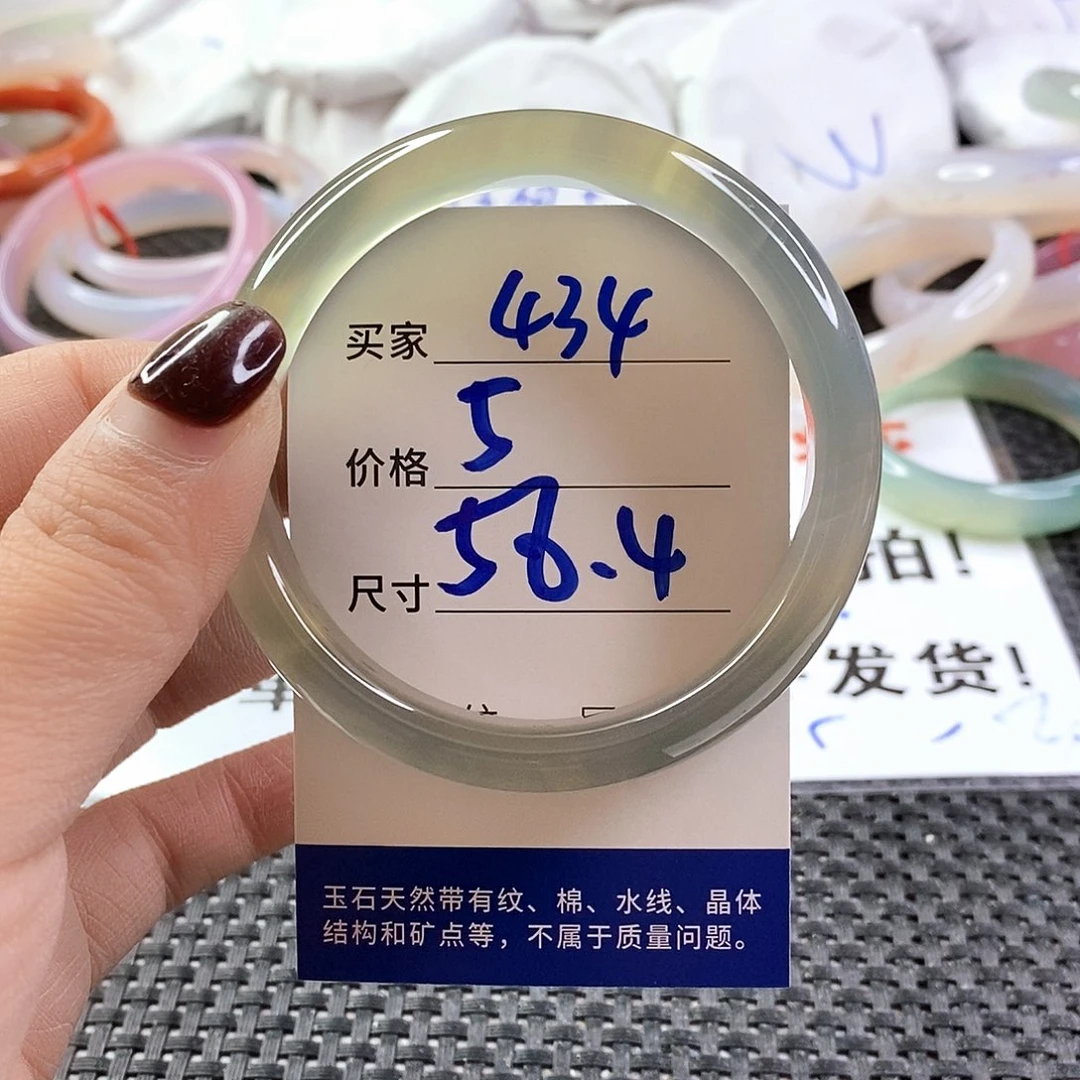 买家 434
价格 5
尺寸 56.4
玉石天然带有纹、棉、水线、晶体
结构和矿点等，不属于质量问题。
拍!
发货!